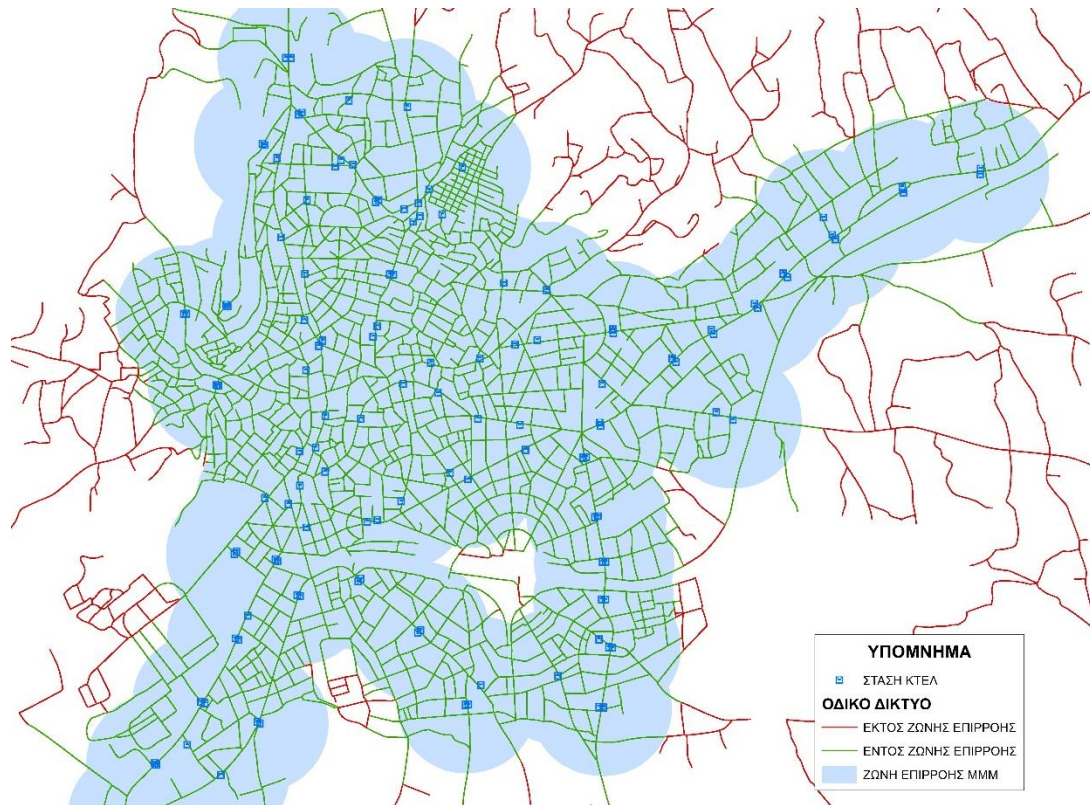 ΥΠΟΜΝΗΜΑ
ΣΤΑΣΗ ΚΤΕΛ
ΟΔΙΚΟ ΔΙΚΤΥΟ
ΕΚΤΟΣ ΖΩΝΗΣ ΕΠΙΡΡΟΗΣ
ΕΝΤΟΣ ΖΩΝΗΣ ΕΠΙΡΡΟΗΣ
ΖΩΝΗ ΕΠΙΡΡΟΗΣ ΜΜΜ